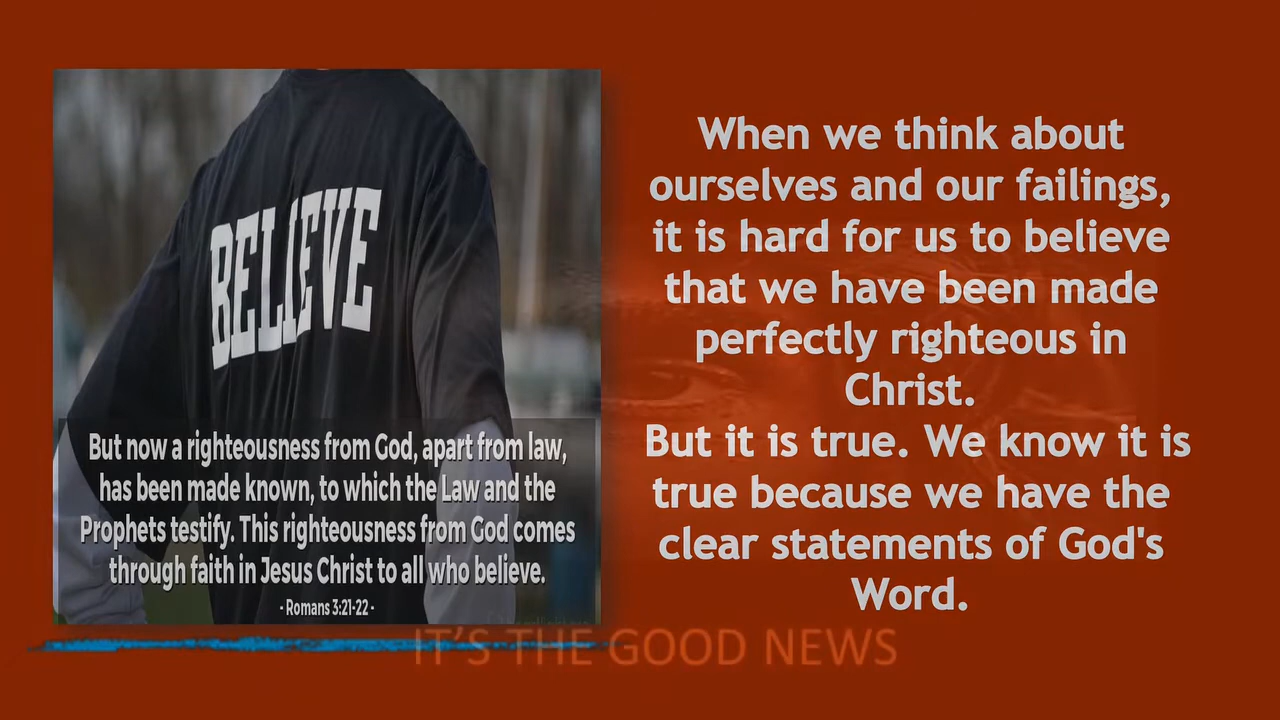 BELIEVE
But now a righteousness from God, apart from law,
has been made known, to which the Law and the
Prophets testify. This righteousness from God comes
through faith in Jesus Christ to all who believe.
- Romans 3:21-22 -
When we think about
ourselves and our failings,
it is hard for us to believe
that we have been made
perfectly righteous in
Christ.
But it is true. We know it is
true because we have the
clear statements of God's
Word.
IT’S THE GOOD NEWS